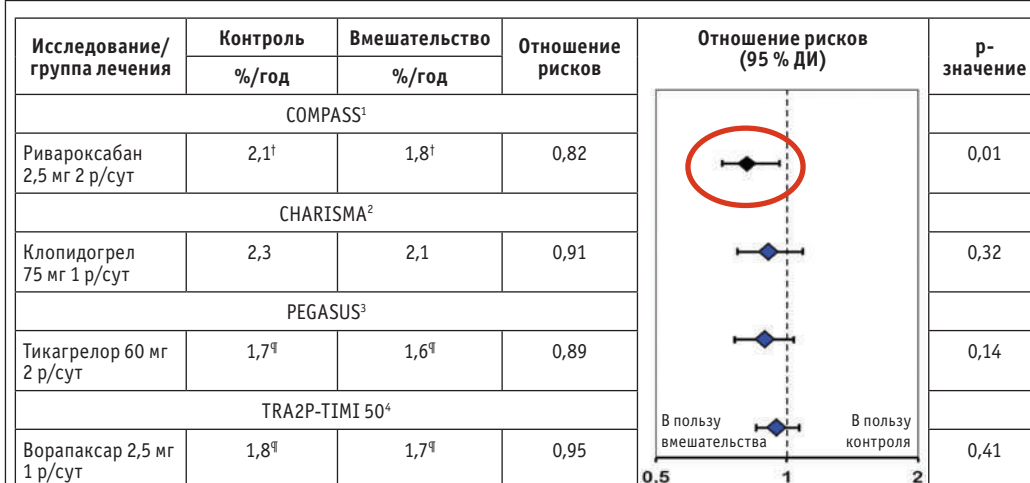 Исследование/ Контроль Вмешательство Отношение Отношение рисков p-
группа лечения %/год %/год рисков (95 % ДИ) значение
COMPASS¹
Ривароксабан 2,1† 1,8† 0,82 0,01
2,5 мг 2 р/сут
CHARISMA²
Клопидогрел 2,3 2,1 0,91 0,32
75 мг 1 р/сут
PEGASUS³
Тикагрелор 60 мг 1,7¶ 1,6¶ 0,89 0,14
2 р/сут
TRA2P-TIMI 50⁴
Ворапаксар 2,5 мг 1,8¶ 1,7¶ 0,95 0,41
1 р/сут
В пользу В пользу
вмешательства контроля
0.5 1 2